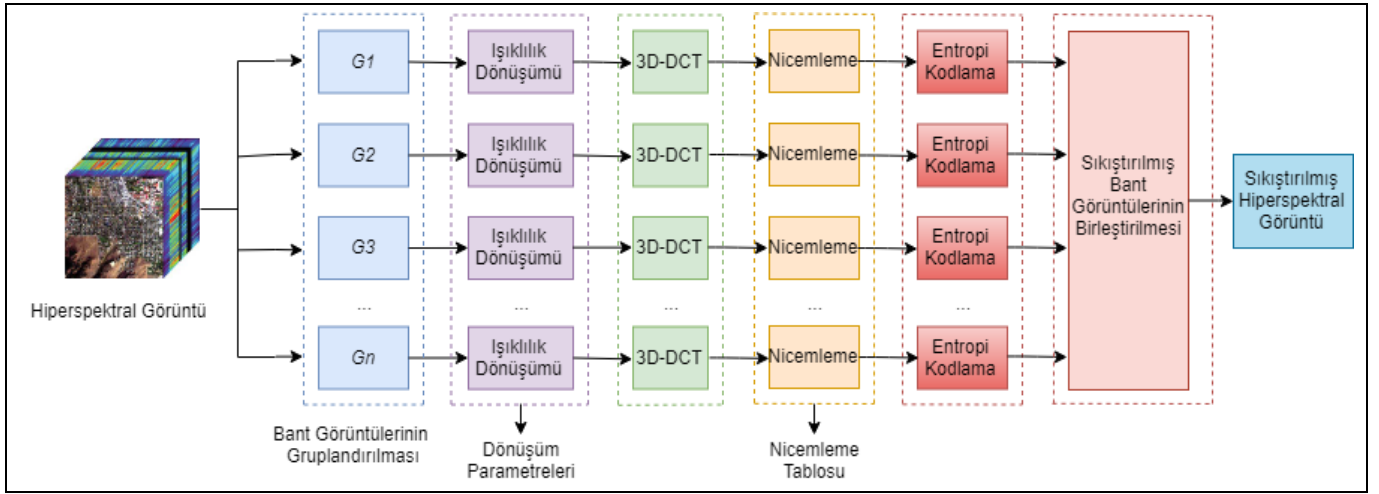 Hiperspektral Görüntü
G1
Işıklılık
Dönüşümü
3D-DCT
Nicemleme
Entropi
Kodlama
G2
Işıklılık
Dönüşümü
3D-DCT
Nicemleme
Entropi
Kodlama
G3
Işıklılık
Dönüşümü
3D-DCT
Nicemleme
Entropi
Kodlama
...
...
...
...
...
Gn
Işıklılık
Dönüşümü
3D-DCT
Nicemleme
Entropi
Kodlama
Sıkıştırılmış
Bant
Görüntülerinin
Birleştirilmesi
Sıkıştırılmış
Hiperspektral
Görüntü
Bant Görüntülerinin
Gruplandırılması
Dönüşüm
Parametreleri
Nicemleme
Tablosu